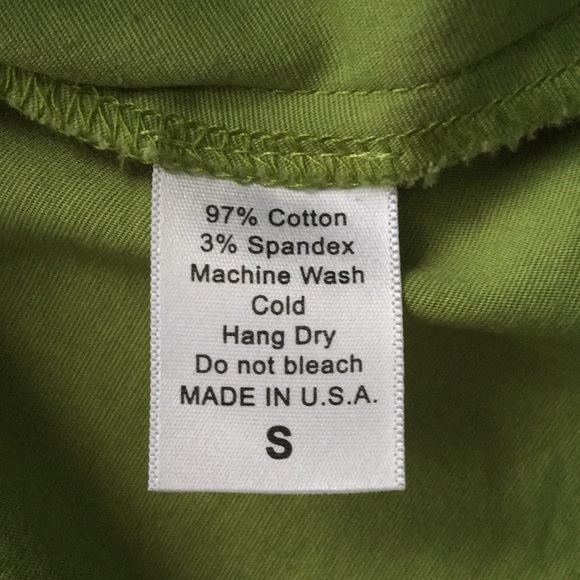 97% Cotton
3% Spandex
Machine Wash
Cold
Hang Dry
Do not bleach
MADE IN U.S.A.
S